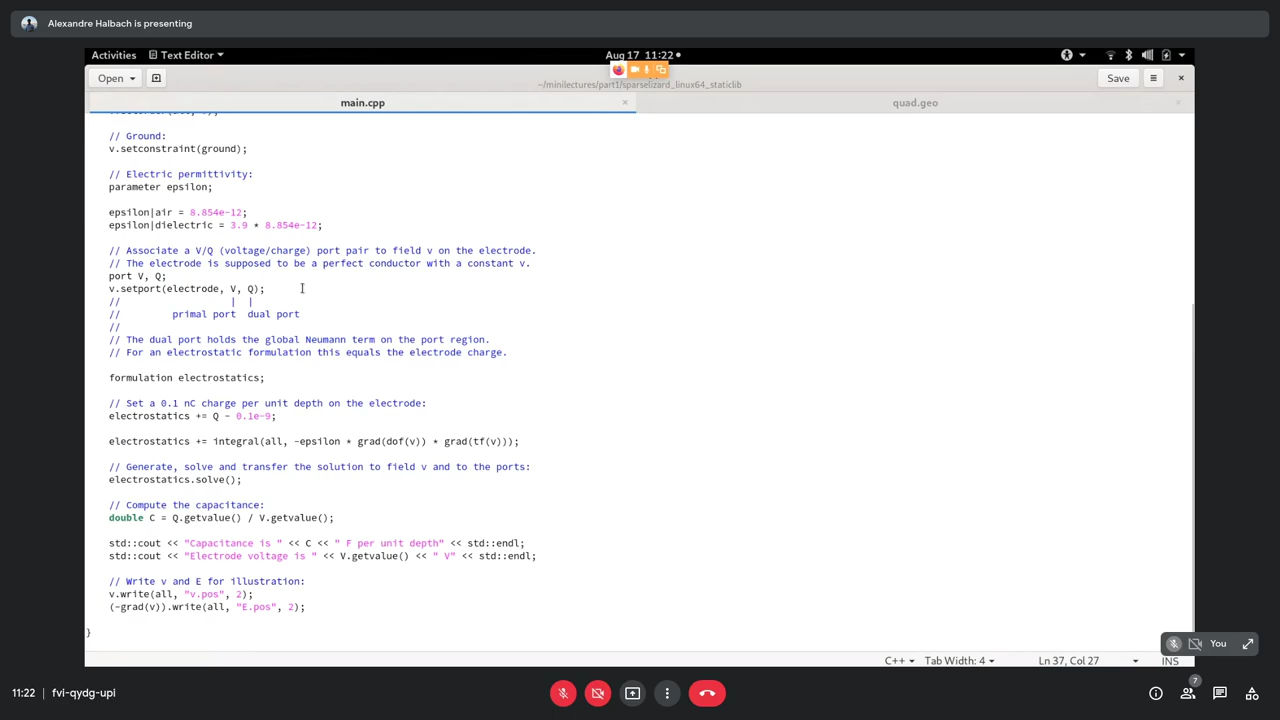 Alexandre Halbach is presenting
Activities
Text Editor
Aug 17 11:22
Open
~/minilectures/part1/sparselizard_linux64_staticlib
Save
main.cpp
quad.geo
// Ground:
v.setconstraint(ground);
// Electric permittivity:
parameter epsilon;
epsilon|air = 8.854e-12;
epsilon|dielectric = 3.9 * 8.854e-12;
// Associate a V/Q (voltage/charge) port pair to field v on the electrode.
// The electrode is supposed to be a perfect conductor with a constant v.
port V, Q;
v.setport(electrode, V, Q);
// | |
// primal port dual port
//
// The dual port holds the global Neumann term on the port region.
// For an electrostatic formulation this equals the electrode charge.
formulation electrostatics;
// Set a 0.1 nC charge per unit depth on the electrode:
electrostatics += Q - 0.1e-9;
electrostatics += integral(all, -epsilon * grad(dof(v)) * grad(tf(v)));
// Generate, solve and transfer the solution to field v and to the ports:
electrostatics.solve();
// Compute the capacitance:
double C = Q.getvalue() / V.getvalue();
std::cout << "Capacitance is " << C << " F per unit depth" << std::endl;
std::cout << "Electrode voltage is " << V.getvalue() << " V" << std::endl;
// Write v and E for illustration:
v.write(all, "v.pos", 2);
(-grad(v)).write(all, "E.pos", 2);
}
You
C++
Tab Width: 4
Ln 37, Col 27
INS
11:22
fvi-qydg-upi
7